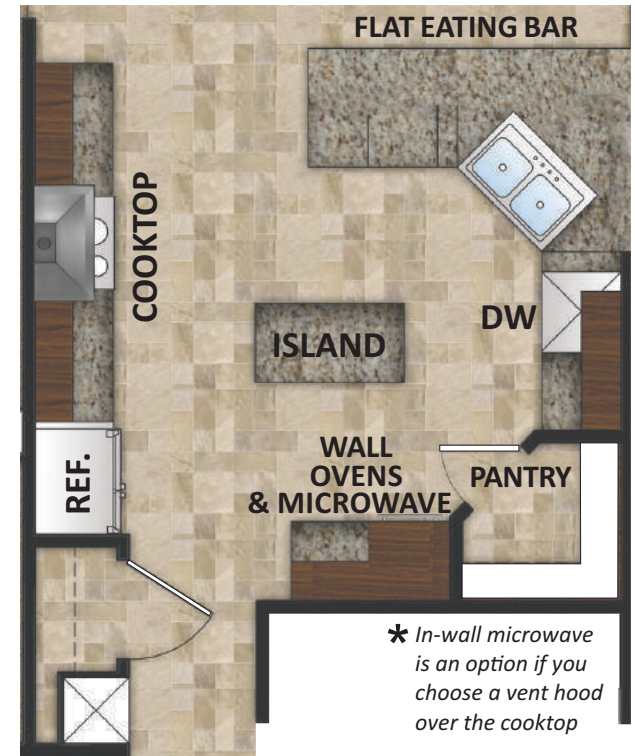 FLAT EATING BAR
COOKTOP
ISLAND
DW
REF.
WALL
OVENS
& MICROWAVE
PANTRY
* In-wall microwave
is an option if you
choose a vent hood
over the cooktop